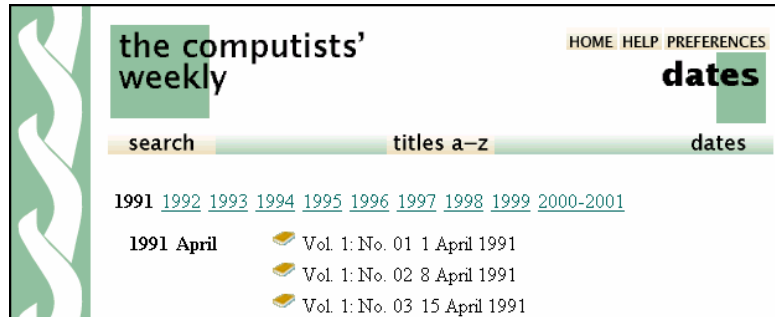 the computists'
weekly
HOME HELP PREFERENCES
dates
search titles a–z dates
1991 1992 1993 1994 1995 1996 1997 1998 1999 2000-2001
1991 April Vol. 1: No. 01 1 April 1991
Vol. 1: No. 02 8 April 1991
Vol. 1: No. 03 15 April 1991